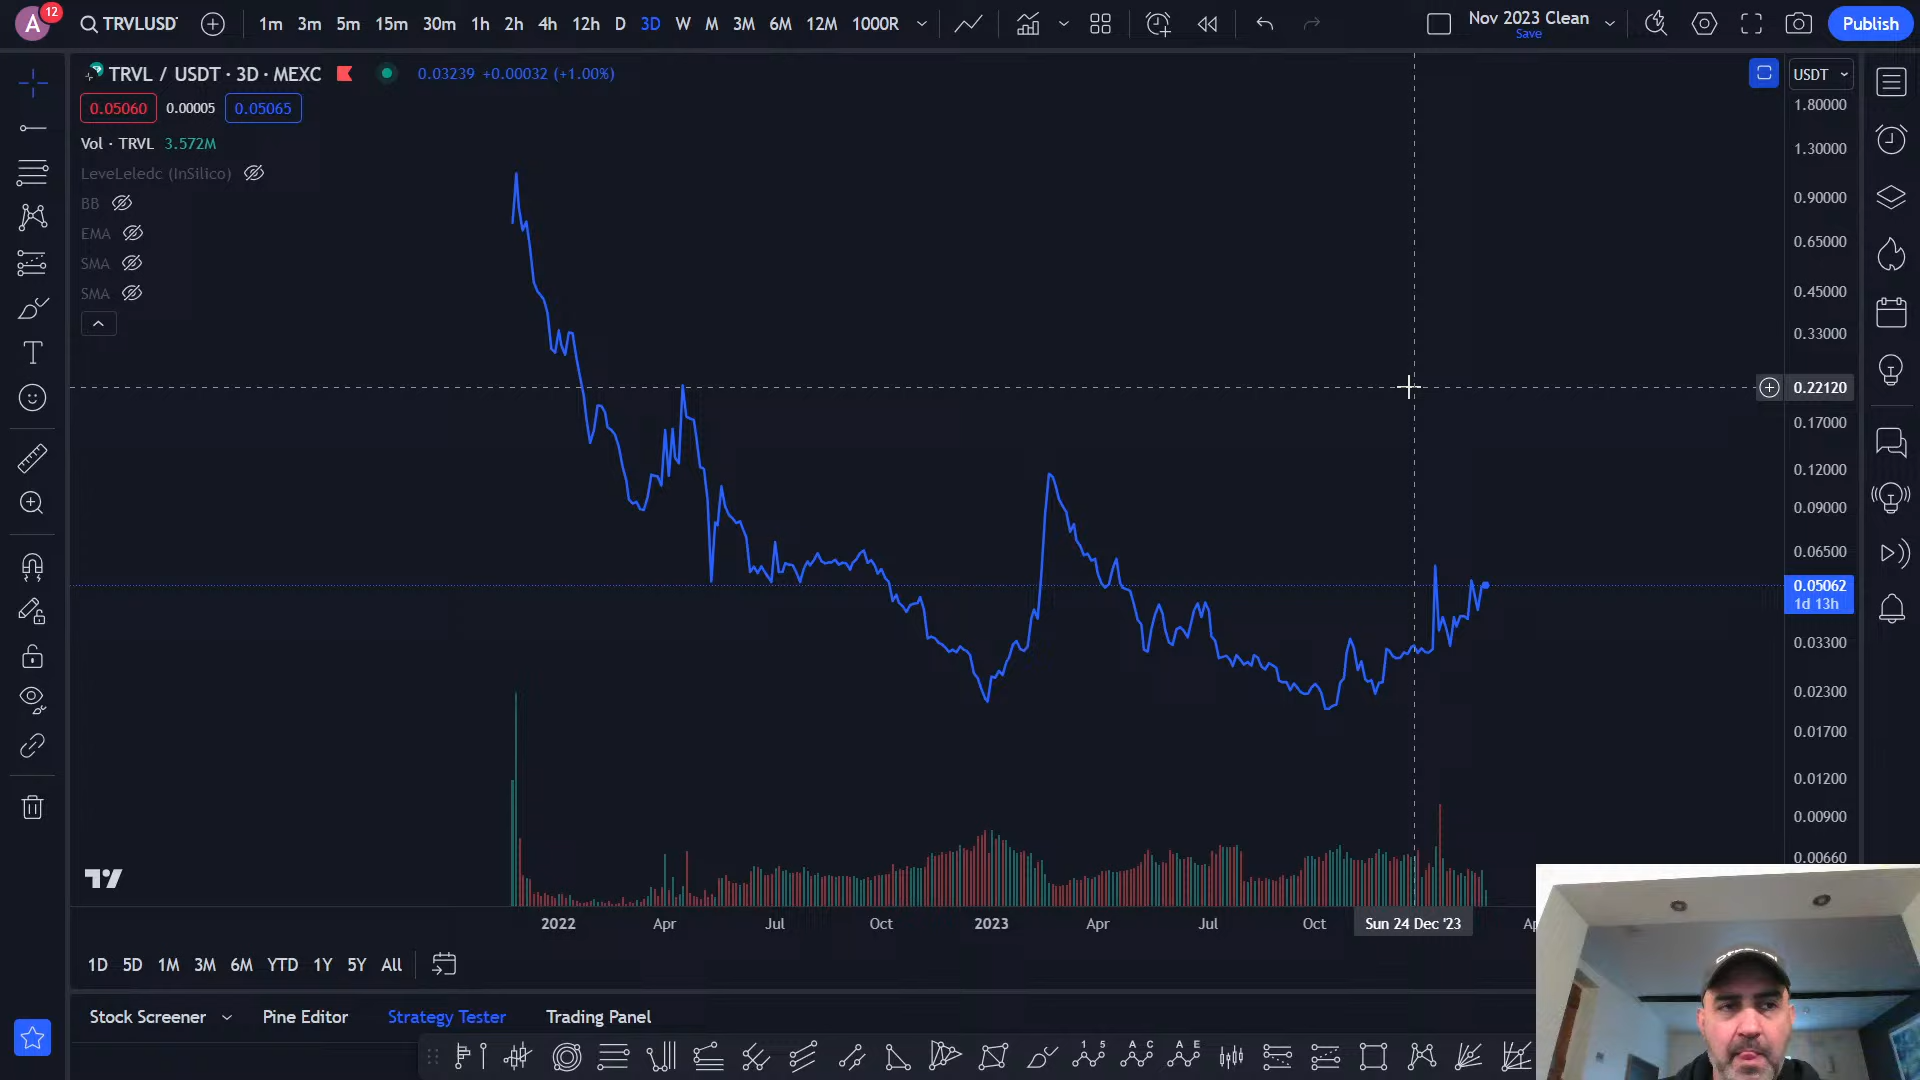 A
12
TRVLUSDT
1m 3m 5m 15m 30m 1h 2h 4h 12h D 3D W M 3M 6M 12M 1000R
Nov 2023 Clean
Save
Publish
TRVL / USDT · 3D · MEXC
0.03239 +0.00032 (+1.00%)
USDT
0.05060 0.00005 0.05065
Vol · TRVL 3.572M
LeveLeledc (InSilico)
BB
EMA
SMA
SMA
1.80000
1.30000
0.90000
0.65000
0.45000
0.33000
0.22120
0.17000
0.12000
0.09000
0.06500
0.05062
1d 13h
0.03300
0.02300
0.01700
0.01200
0.00900
0.00660
2022 Apr Jul Oct 2023 Apr Jul Oct Sun 24 Dec '23
1D 5D 1M 3M 6M YTD 1Y 5Y All
Stock Screener Pine Editor Strategy Tester Trading Panel